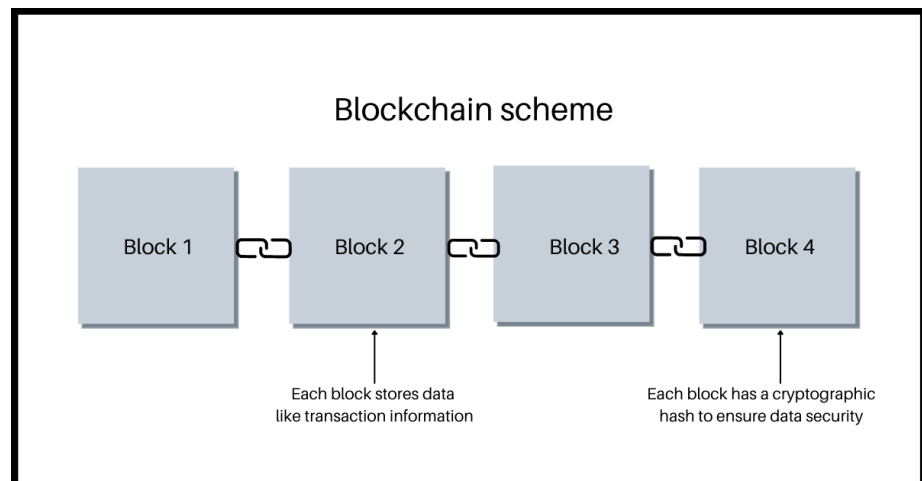 Blockchain scheme
Block 1
Block 2
Block 3
Block 4
Each block stores data
like transaction information
Each block has a cryptographic
hash to ensure data security